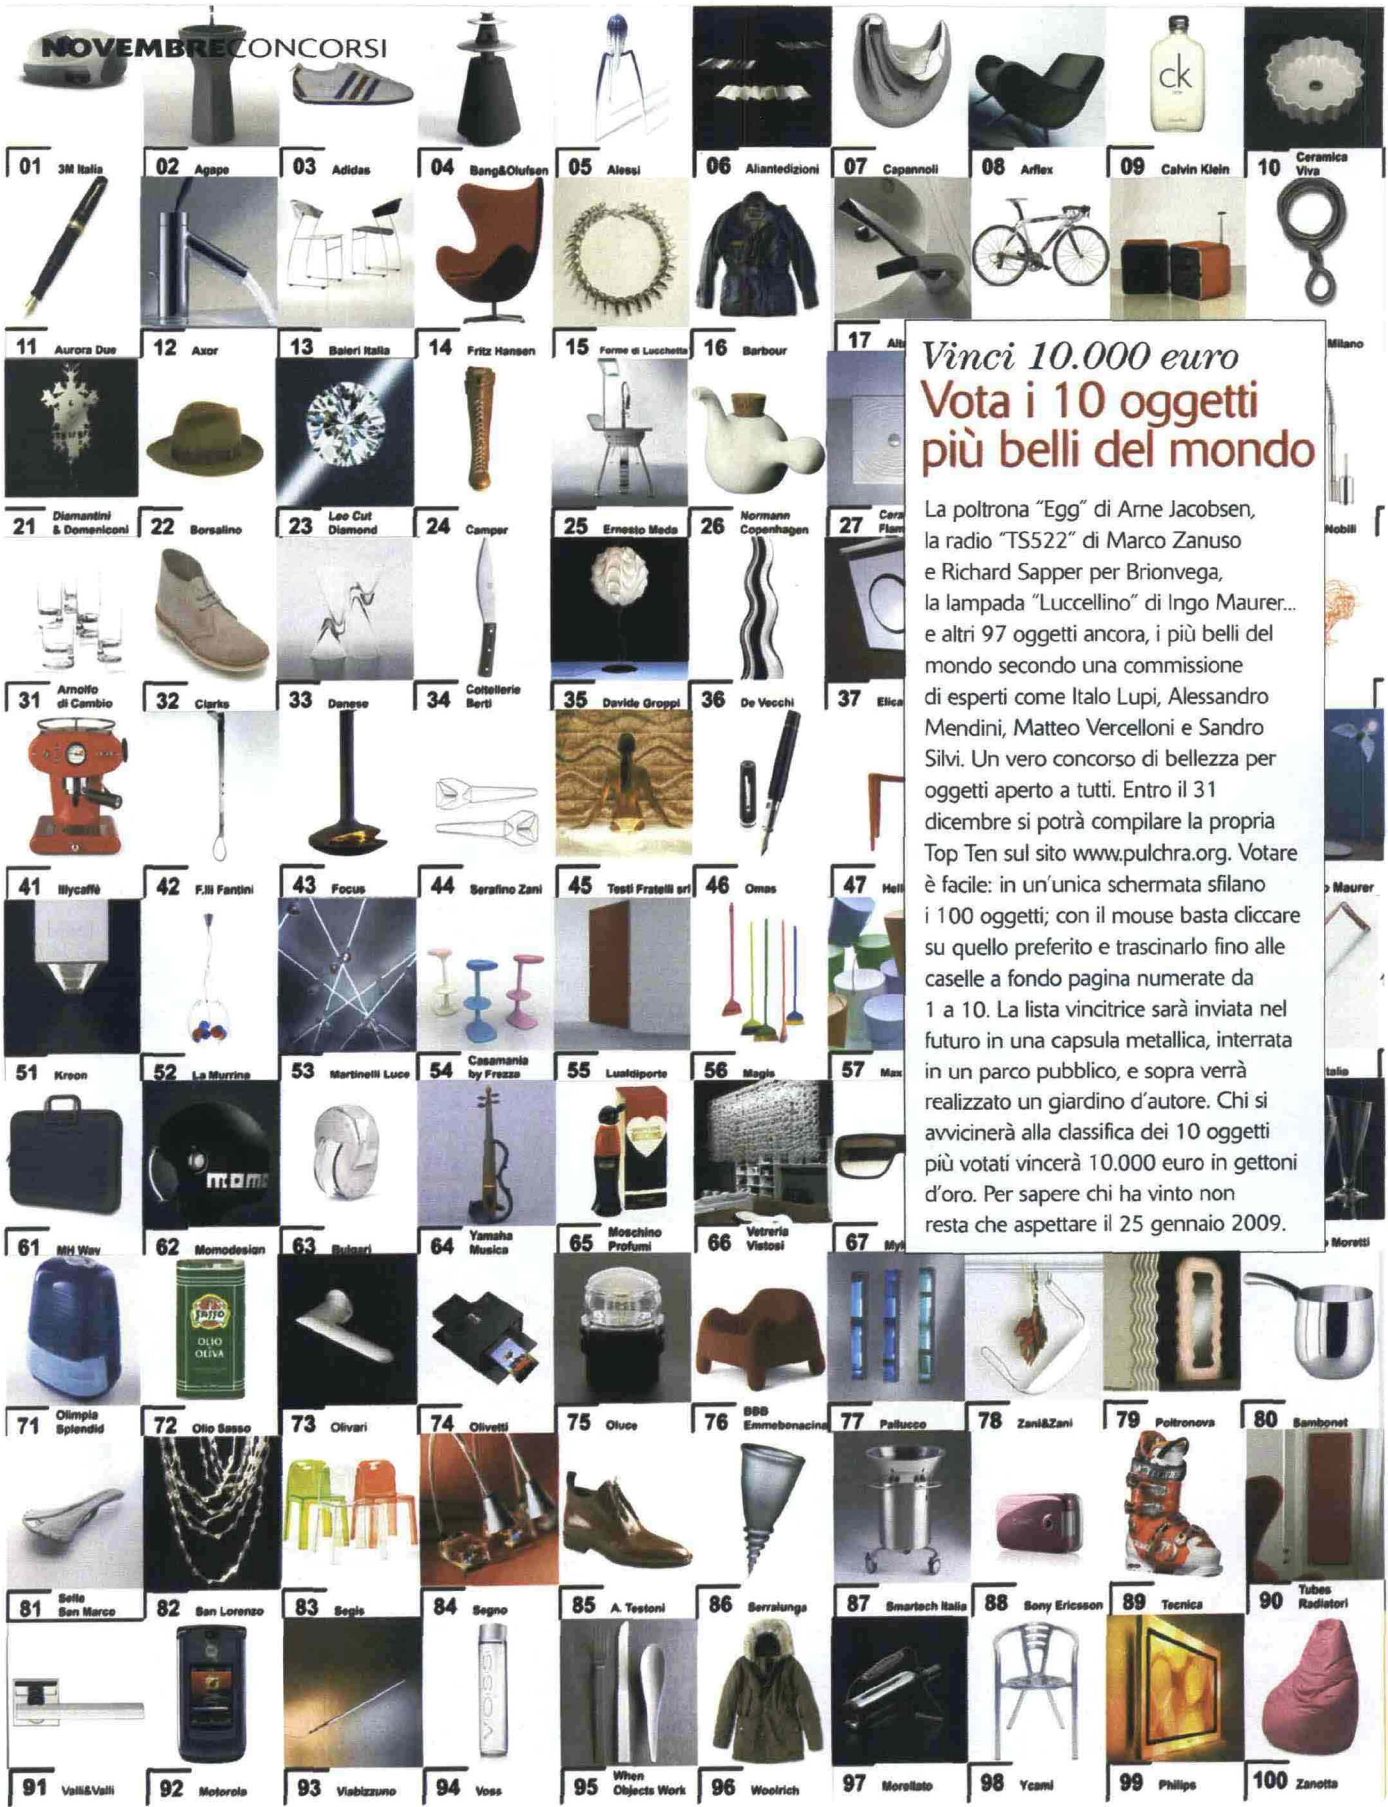 NOVEMBRECONCORSI
ck
01 3M Italia
02 Agape
03 Adidas
04 Bang&Olufsen
05 Alessi
06 Aliantedizioni
07 Capannoli
08 Arflex
09 Calvin Klein
10 Ceramica
Viva
11 Aurora Due
12 Axor
13 Baleri Italia
14 Fritz Hansen
15 Forme di Lucchetta
16 Barbour
17
Milano
Vinci 10.000 euro
Vota i 10 oggetti
più belli del mondo
La poltrona “Egg” di Arne Jacobsen,
la radio “TS522” di Marco Zanuso
e Richard Sapper per Brionvega,
la lampada “Luccellino” di Ingo Maurer...
e altri 97 oggetti ancora, i più belli del
mondo secondo una commissione
di esperti come Italo Lupi, Alessandro
Mendini, Matteo Vercelloni e Sandro
Silvi. Un vero concorso di bellezza per
oggetti aperto a tutti. Entro il 31
dicembre si potrà compilare la propria
Top Ten sul sito www.pulchra.org. Votare
è facile: in un’unica schermata sfilano
i 100 oggetti; con il mouse basta cliccare
su quello preferito e trascinarlo fino alle
caselle a fondo pagina numerate da
1 a 10. La lista vincitrice sarà inviata nel
futuro in una capsula metallica, interrata
in un parco pubblico, e sopra verrà
realizzato un giardino d’autore. Chi si
avvicinerà alla classifica dei 10 oggetti
più votati vincerà 10.000 euro in gettoni
d’oro. Per sapere chi ha vinto non
resta che aspettare il 25 gennaio 2009.
21 Diamantini
& Domeniconi
22 Borsalino
23 Leo Cut
Diamond
24 Camper
25 Ernesto Meda
26 Normann
Copenhagen
27 Cera
Flam
Nobili
31 Arnolfo
di Cambio
32 Clarks
33 Danese
34 Coltellerie
Berti
35 Davide Groppi
36 De Vecchi
37 Elica
41 Illycaffè
42 F.lli Fantini
43 Focus
44 Serafino Zani
45 Testi Fratelli srl
46 Omas
47 Hell
Maurer
51 Kreon
52 La Murrina
53 Martinelli Luce
54 Casamania
by Frezza
55 Lualdiporte
56 Magis
57 Max
talia
momo
61 MH Way
62 Momodesign
63 Bulgari
64 Yamaha
Musica
65 Moschino
Profumi
66 Vetreria
Vistosi
67 Myk
Moretti
SASSO
OLIO
OLIVA
71 Olimpia
Splendid
72 Olio Sasso
73 Olivari
74 Olivetti
75 Oluce
76 BBB
Emmebonacina
77 Pallucco
78 Zani&Zani
79 Poltronova
80 Sambonet
81 Selle
San Marco
82 San Lorenzo
83 Segis
84 Segno
85 A. Testoni
86 Serralunga
87 Smartech Italia
88 Sony Ericsson
89 Tecnica
90 Tubes
Radiatori
VOSS
91 Valli&Valli
92 Motorola
93 Viabizzuno
94 Voss
95 When
Objects Work
96 Woolrich
97 Morellato
98 Ycami
99 Philips
100 Zanotta